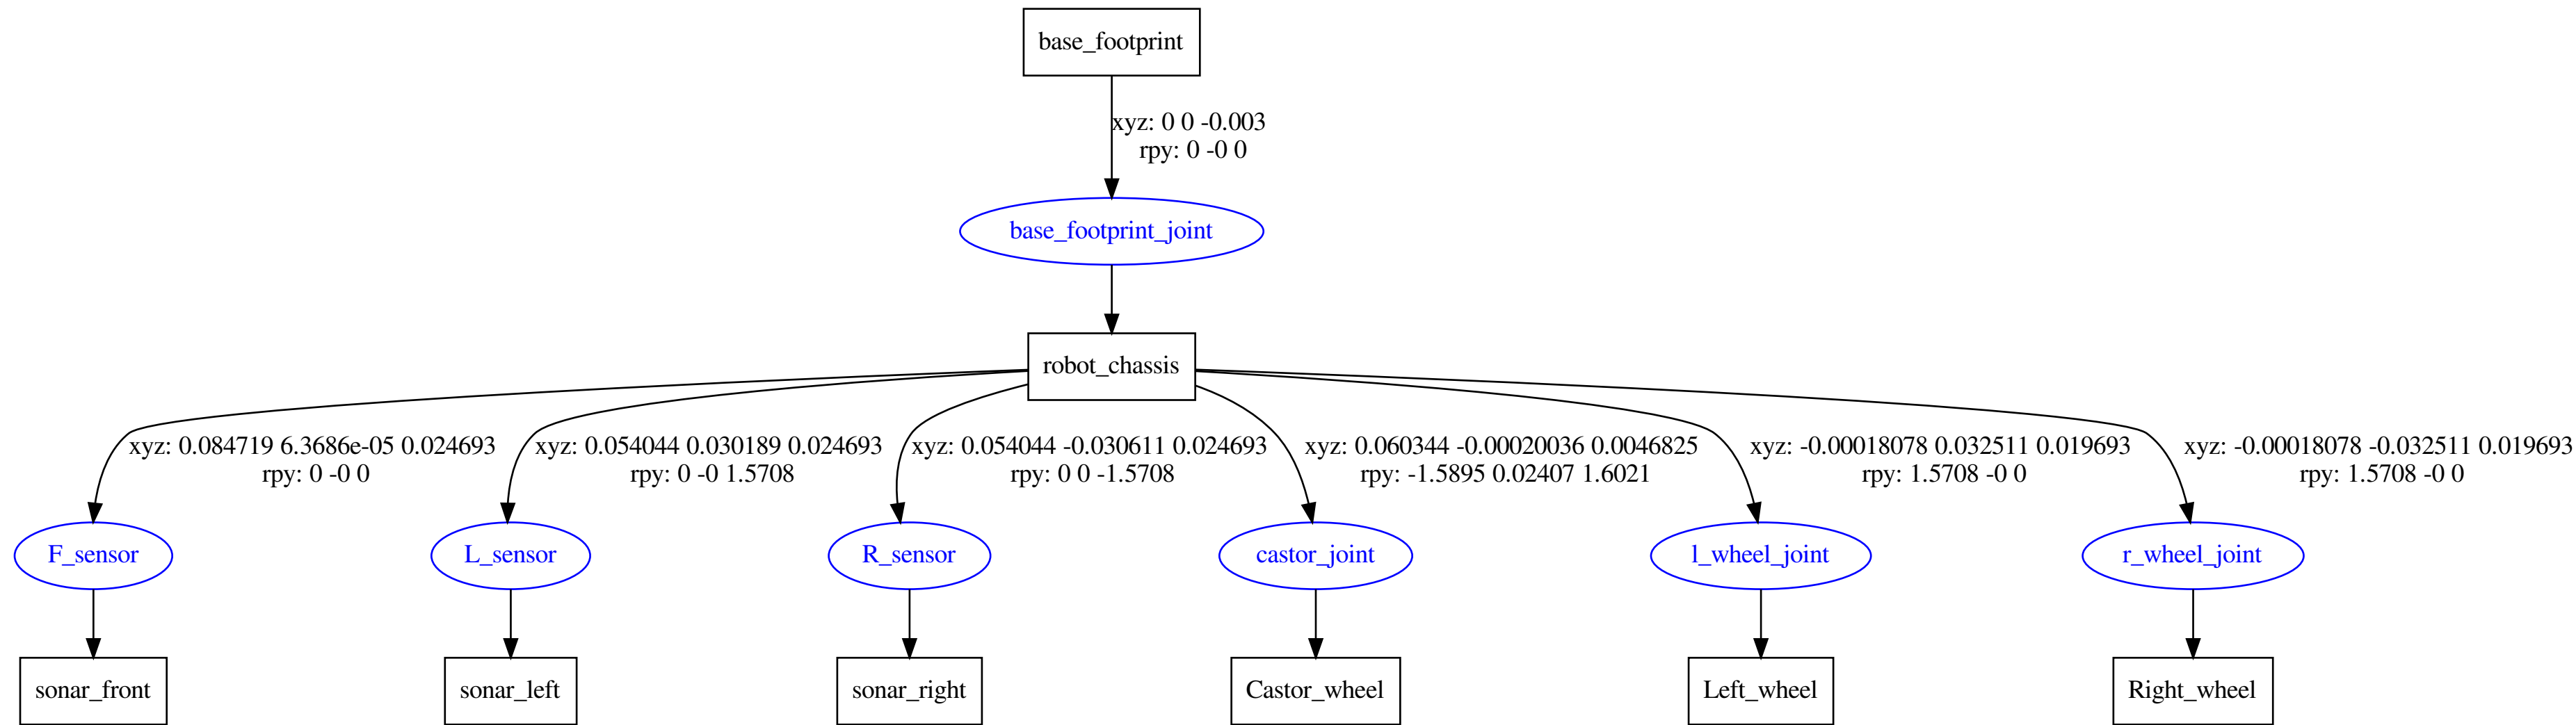 base_footprint
xyz: 0 0 -0.003
rpy: 0 -0 0
base_footprint_joint
robot_chassis
xyz: 0.084719 6.3686e-05 0.024693
rpy: 0 -0 0
xyz: 0.054044 0.030189 0.024693
rpy: 0 -0 1.5708
xyz: 0.054044 -0.030611 0.024693
rpy: 0 0 -1.5708
xyz: 0.060344 -0.00020036 0.0046825
rpy: -1.5895 0.02407 1.6021
xyz: -0.00018078 0.032511 0.019693
rpy: 1.5708 -0 0
xyz: -0.00018078 -0.032511 0.019693
rpy: 1.5708 -0 0
F_sensor
L_sensor
R_sensor
castor_joint
l_wheel_joint
r_wheel_joint
sonar_front
sonar_left
sonar_right
Castor_wheel
Left_wheel
Right_wheel